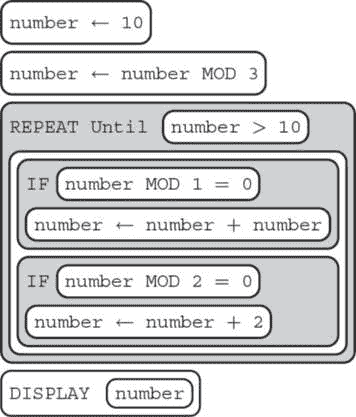 number ← 10
number ← number MOD 3
REPEAT Until number > 10
IF number MOD 1 = 0
number ← number + number
IF number MOD 2 = 0
number ← number + 2
DISPLAY number